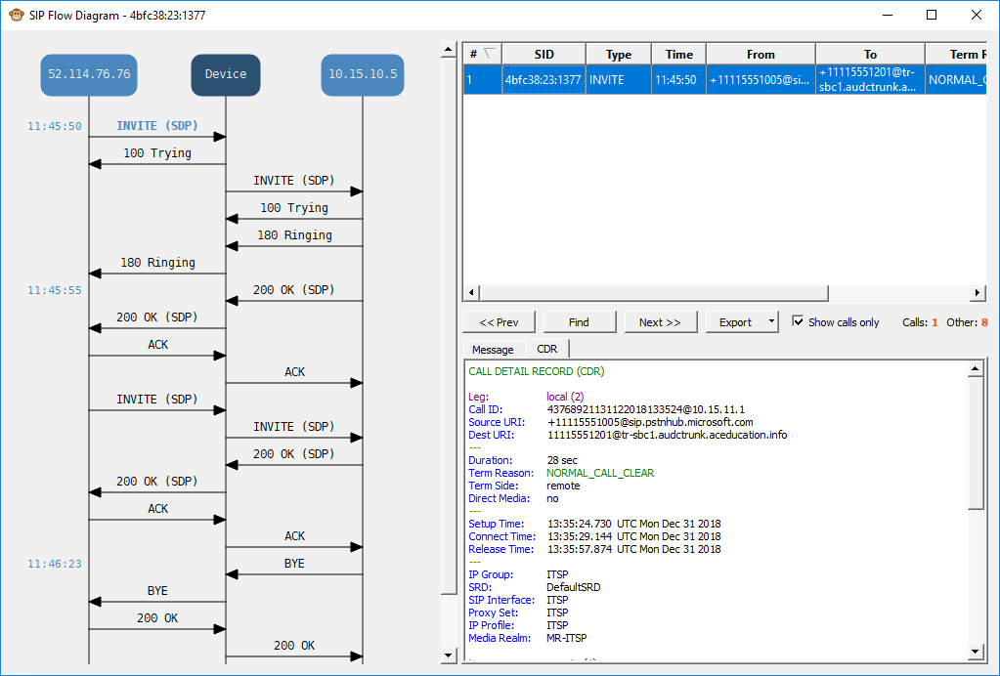 SIP Flow Diagram - 4bfc38:23:1377
52.114.76.76
Device
10.15.10.5
11:45:50
INVITE (SDP)
100 Trying
INVITE (SDP)
100 Trying
180 Ringing
180 Ringing
11:45:55
200 OK (SDP)
200 OK (SDP)
ACK
ACK
INVITE (SDP)
INVITE (SDP)
200 OK (SDP)
200 OK (SDP)
ACK
ACK
11:46:23
BYE
BYE
200 OK
200 OK
# SID Type Time From To Term R
1 4bfc38:23:1377 INVITE 11:45:50 +11115551005@si... +11115551201@tr-
sbc1.audctrunk.a... NORMAL_C
<< Prev Find Next >> Export Show calls only Calls: 1 Other: 8
Message CDR
CALL DETAIL RECORD (CDR)
Leg: local (2)
Call ID: 43768921131122018133524@10.15.11.1
Source URI: +11115551005@sip.pstnhub.microsoft.com
Dest URI: 11115551201@tr-sbc1.audctrunk.aceducation.info
---
Duration: 28 sec
Term Reason: NORMAL_CALL_CLEAR
Term Side: remote
Direct Media: no
---
Setup Time: 13:35:24.730 UTC Mon Dec 31 2018
Connect Time: 13:35:29.144 UTC Mon Dec 31 2018
Release Time: 13:35:57.874 UTC Mon Dec 31 2018
---
IP Group: ITSP
SRD: DefaultSRD
SIP Interface: ITSP
Proxy Set: ITSP
IP Profile: ITSP
Media Realm: MR-ITSP